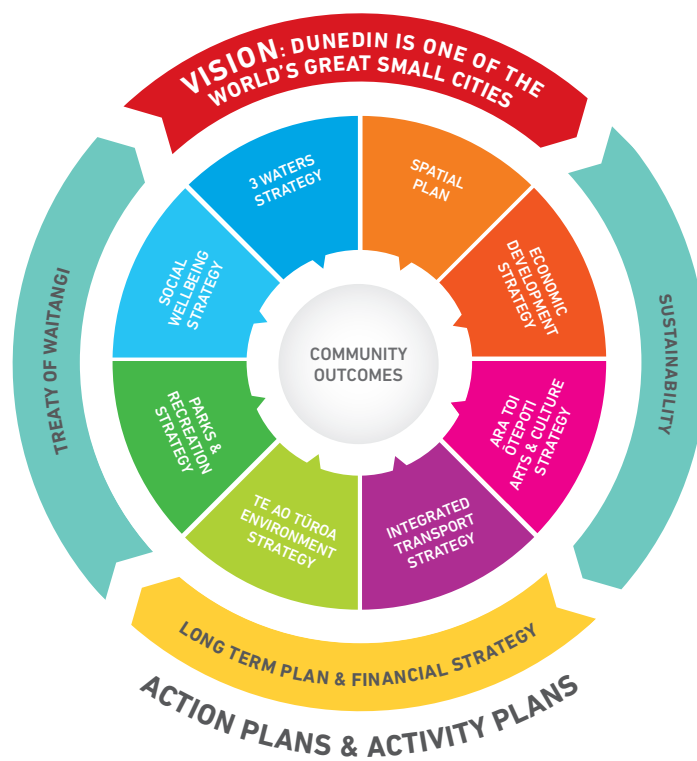 VISION: DUNEDIN IS ONE OF THE
WORLD'S GREAT SMALL CITIES
3 WATERS
STRATEGY
SPATIAL
PLAN
SOCIAL
WELLBEING
STRATEGY
ECONOMIC
DEVELOPMENT
STRATEGY
TREATY OF WAITANGI
COMMUNITY
OUTCOMES
SUSTAINABILITY
PARKS &
RECREATION
STRATEGY
ARA TOI
ŌTEPOTI
ARTS & CULTURE
STRATEGY
TE AO TŪROA
ENVIRONMENT
STRATEGY
INTEGRATED
TRANSPORT
STRATEGY
LONG TERM PLAN & FINANCIAL STRATEGY
ACTION PLANS & ACTIVITY PLANS